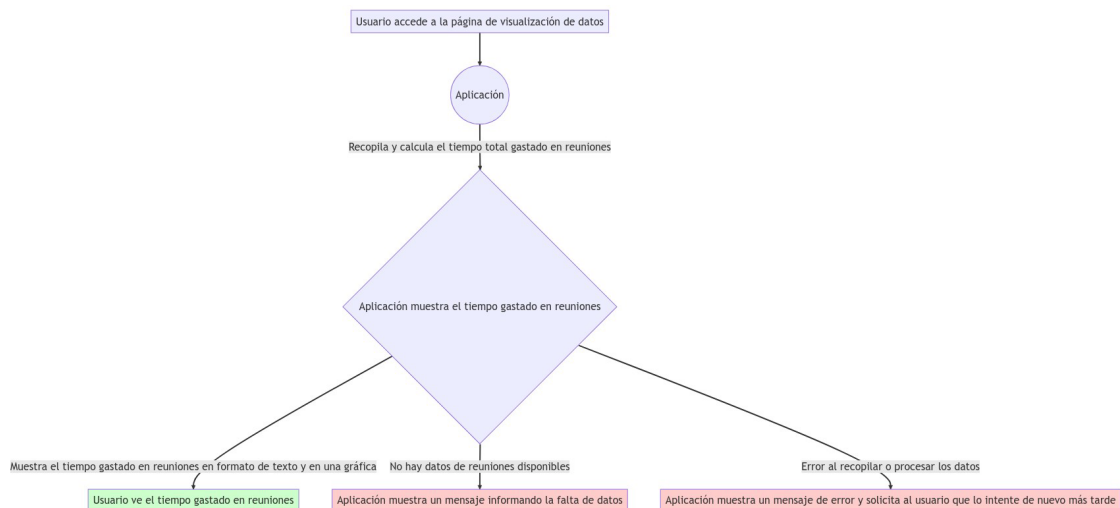 Usuario accede a la página de visualización de datos
Aplicación
Recopila y calcula el tiempo total gastado en reuniones
Aplicación muestra el tiempo gastado en reuniones
Muestra el tiempo gastado en reuniones en formato de texto y en una gráfica
No hay datos de reuniones disponibles
Error al recopilar o procesar los datos
Usuario ve el tiempo gastado en reuniones
Aplicación muestra un mensaje informando la falta de datos
Aplicación muestra un mensaje de error y solicita al usuario que lo intente de nuevo más tarde